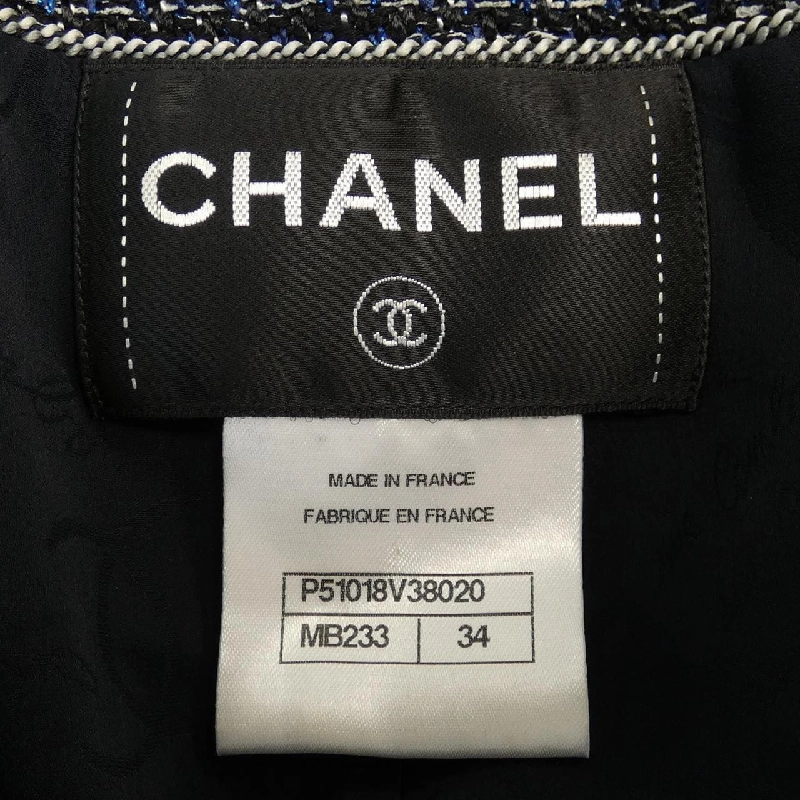 CHANEL
MADE IN FRANCE
FABRIQUE EN FRANCE
P51018V38020
MB233 34